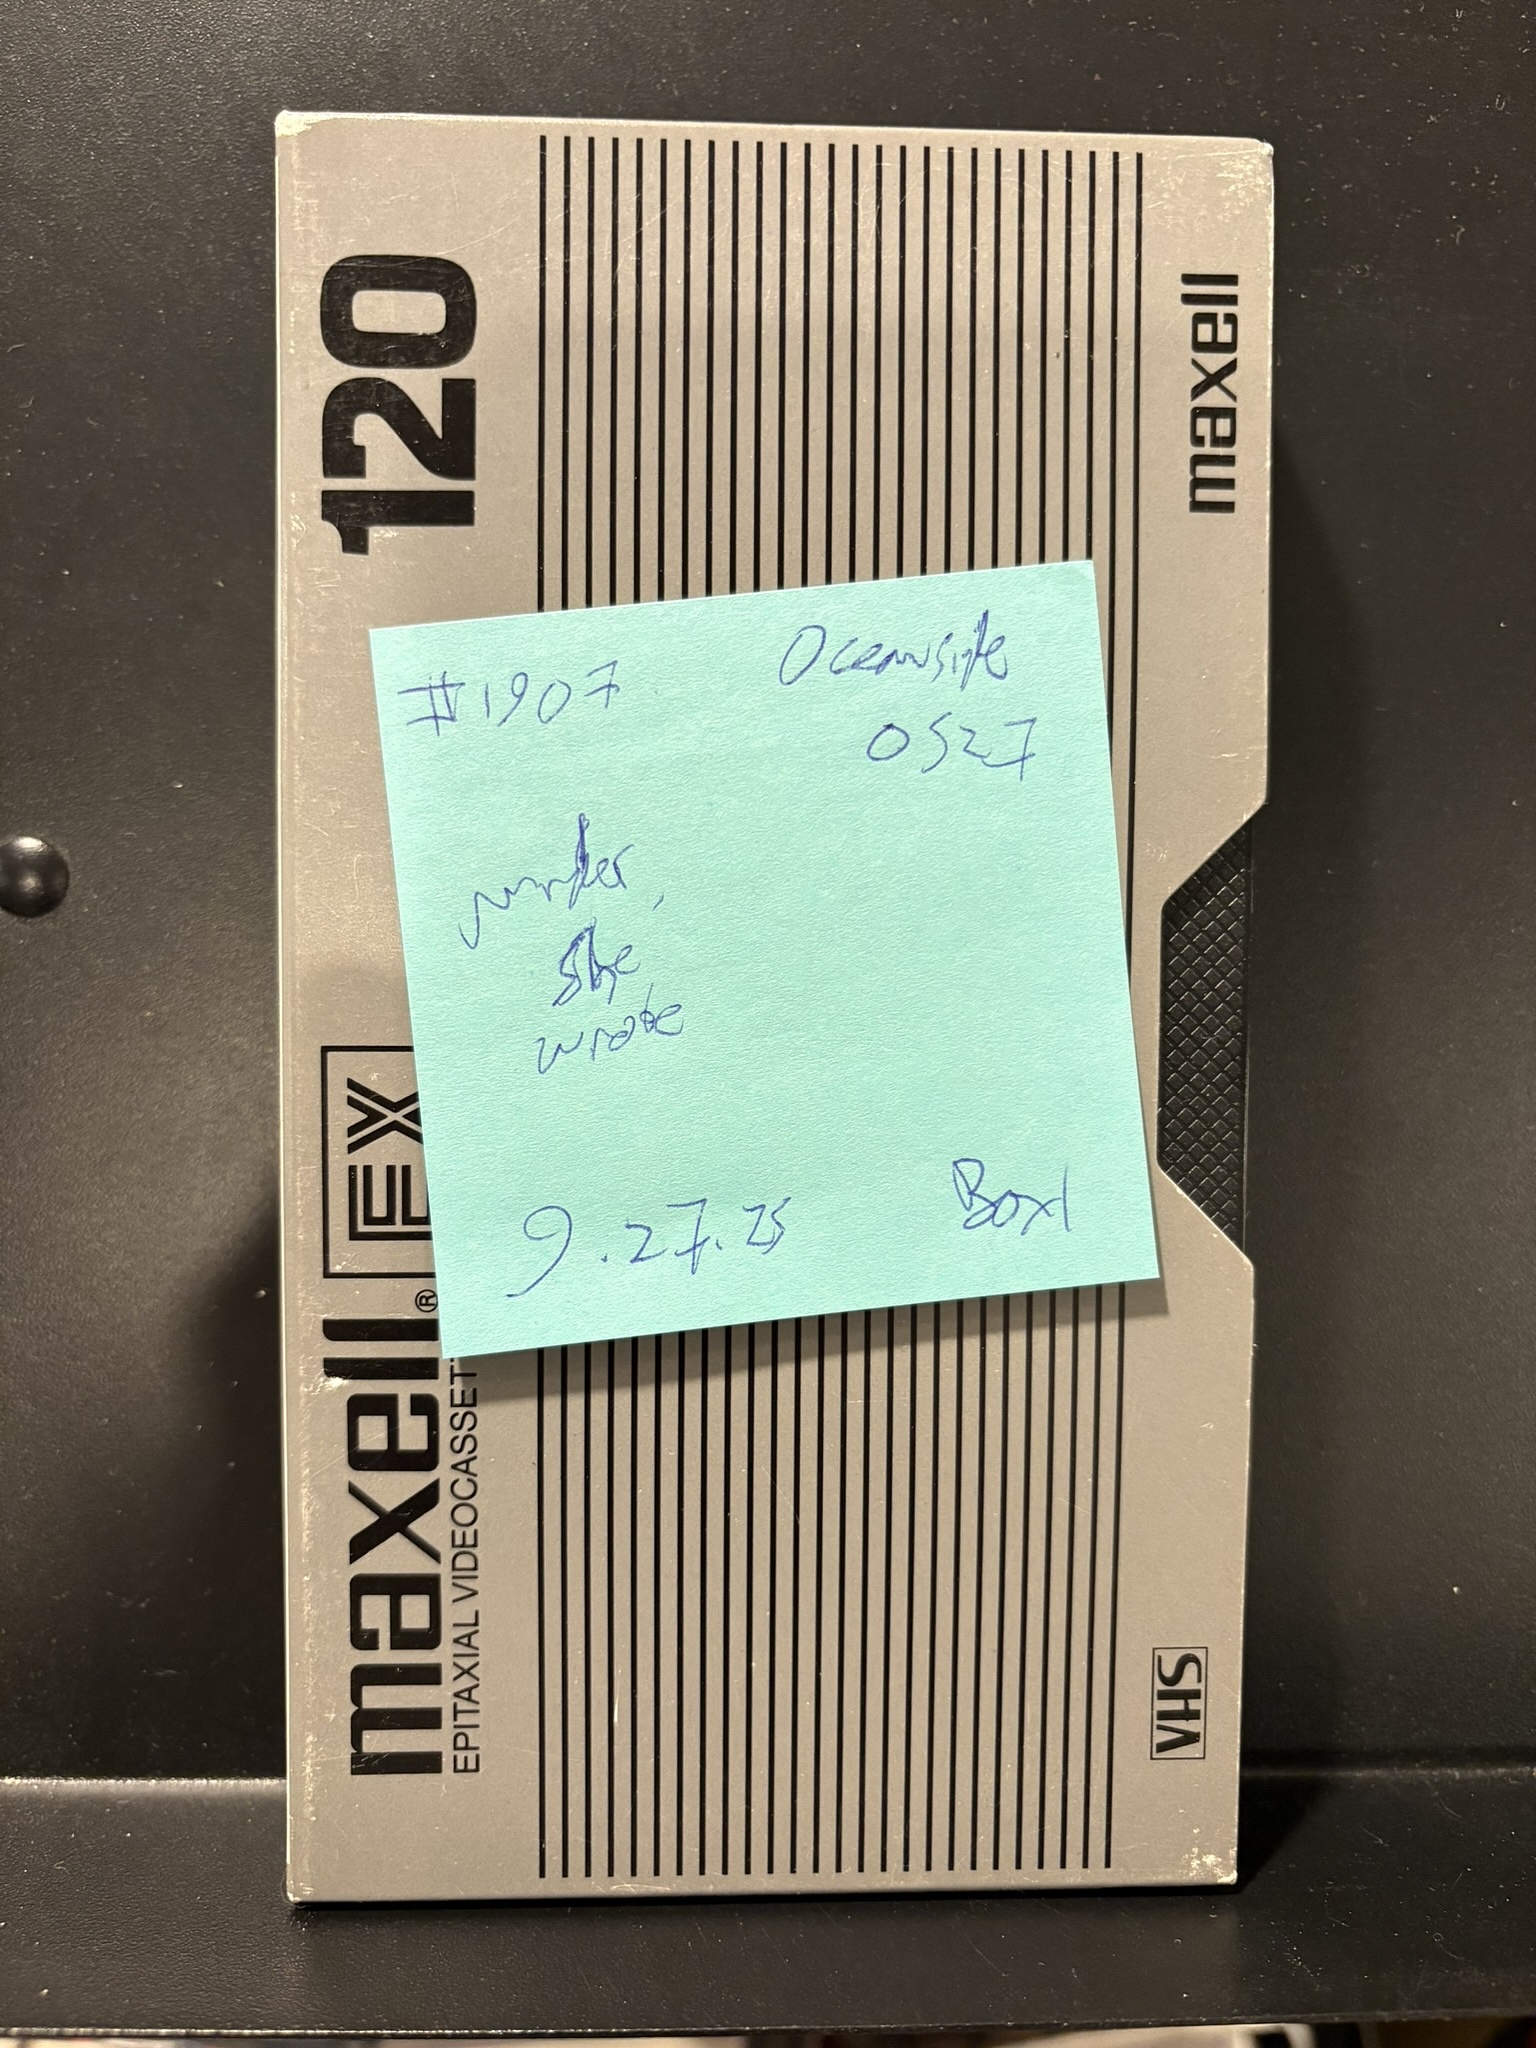 #1907
Oceanside
0527
murder,
she
wrote
9.27.25
Box1
120
maxell® EX
EPITAXIAL VIDEOCASSET
maxell
VHS